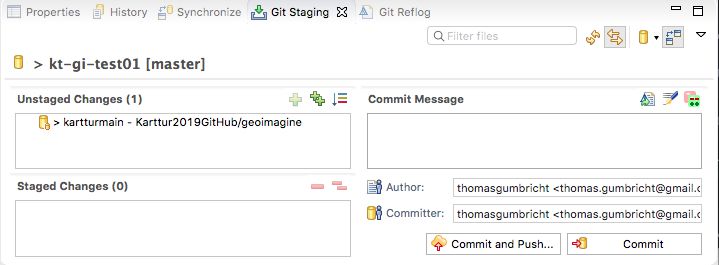 Properties History Synchronize Git Staging Git Reflog
Filter files
> kt-gi-test01 [master]
Unstaged Changes (1)
> kartturmain - Karttur2019GitHub/geoimagine
Staged Changes (0)
Commit Message
Author: thomasgumbricht <thomas.gumbricht@gmail.c
Committer: thomasgumbricht <thomas.gumbricht@gmail.c
Commit and Push... Commit